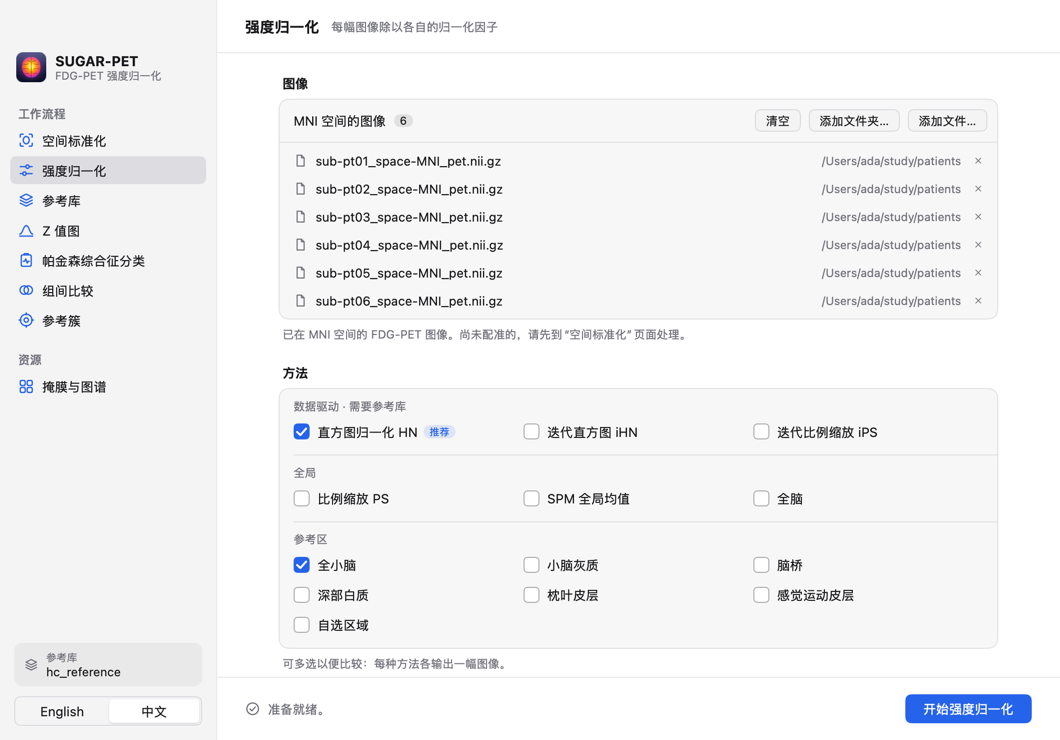 强度归一化 每幅图像除以各自的归一化因子
SUGAR-PET
FDG-PET 强度归一化
工作流程
空间标准化
强度归一化
参考库
Z 值图
帕金森综合征分类
组间比较
参考簇
资源
掩膜与图谱
参考库
hc_reference
English 中文
图像
MNI 空间的图像 6 清空 添加文件夹... 添加文件...
sub-pt01_space-MNI_pet.nii.gz /Users/ada/study/patients ×
sub-pt02_space-MNI_pet.nii.gz /Users/ada/study/patients ×
sub-pt03_space-MNI_pet.nii.gz /Users/ada/study/patients ×
sub-pt04_space-MNI_pet.nii.gz /Users/ada/study/patients ×
sub-pt05_space-MNI_pet.nii.gz /Users/ada/study/patients ×
sub-pt06_space-MNI_pet.nii.gz /Users/ada/study/patients ×
已在 MNI 空间的 FDG-PET 图像。尚未配准的，请先到“空间标准化”页面处理。
方法
数据驱动 · 需要参考库
直方图归一化 HN 推荐 迭代直方图 iHN 迭代比例缩放 iPS
全局
比例缩放 PS SPM 全局均值 全脑
参考区
全小脑 小脑灰质 脑桥
深部白质 枕叶皮层 感觉运动皮层
自选区域
可多选以便比较：每种方法各输出一幅图像。
准备就绪。 开始强度归一化